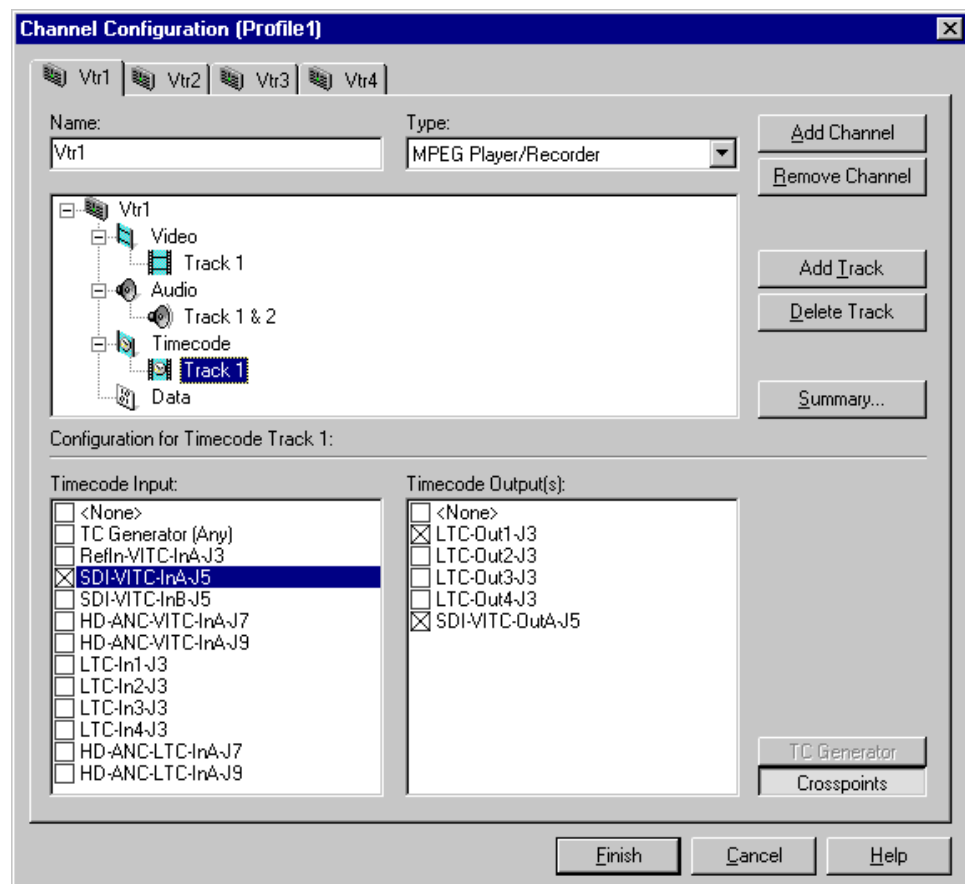 Channel Configuration (Profile1)
Vtr1
Vtr2
Vtr3
Vtr4
Name:
Type:
Vtr1
MPEG Player/Recorder
Add Channel
Remove Channel
Vtr1
Video
Track 1
Audio
Track 1 & 2
Timecode
Track 1
Data
Add Track
Delete Track
Summary...
Configuration for Timecode Track 1:
Timecode Input:
<None>
TC Generator (Any)
RefIn-VITC-InA-J3
SDI-VITC-InA-J5
SDI-VITC-InB-J5
HD-ANC-VITC-InA-J7
HD-ANC-VITC-InA-J9
LTC-In1-J3
LTC-In2-J3
LTC-In3-J3
LTC-In4-J3
HD-ANC-LTC-InA-J7
HD-ANC-LTC-InA-J9
Timecode Output(s):
<None>
LTC-Out1-J3
LTC-Out2-J3
LTC-Out3-J3
LTC-Out4-J3
SDI-VITC-OutA-J5
TC Generator
Crosspoints
Finish
Cancel
Help